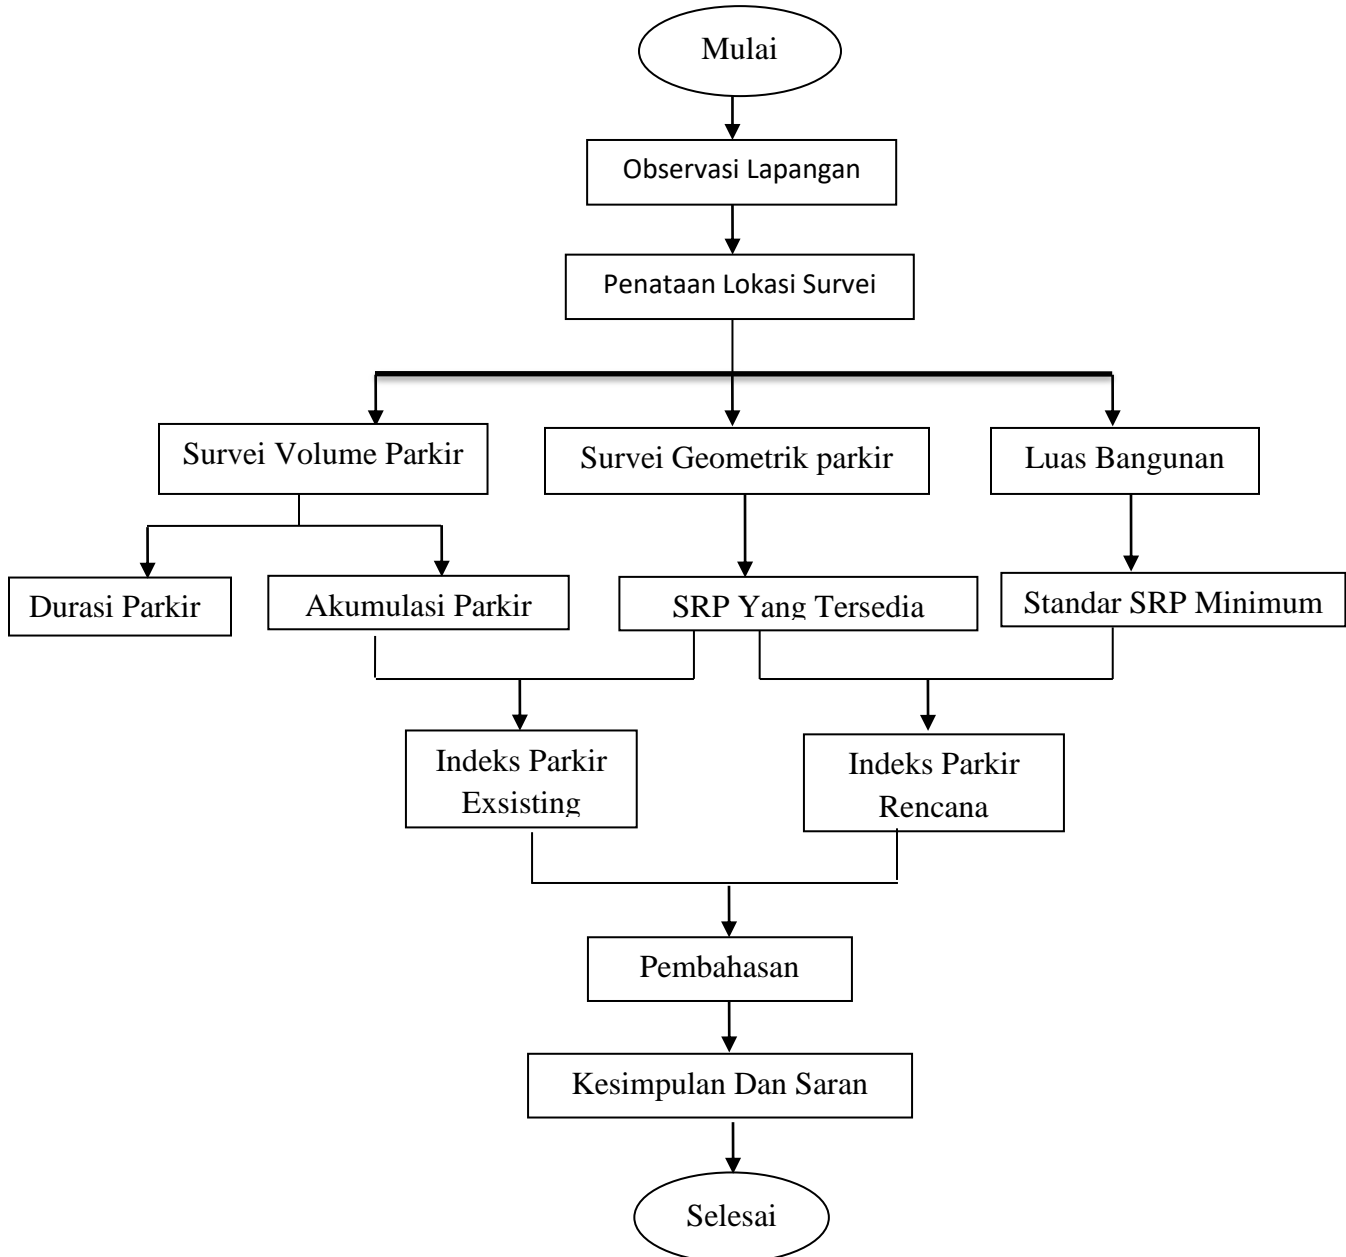 Mulai
Observasi Lapangan
Penataan Lokasi Survei
Survei Volume Parkir
Survei Geometrik parkir
Luas Bangunan
Durasi Parkir
Akumulasi Parkir
SRP Yang Tersedia
Standar SRP Minimum
Indeks Parkir
Exsisting
Indeks Parkir
Rencana
Pembahasan
Kesimpulan Dan Saran
Selesai